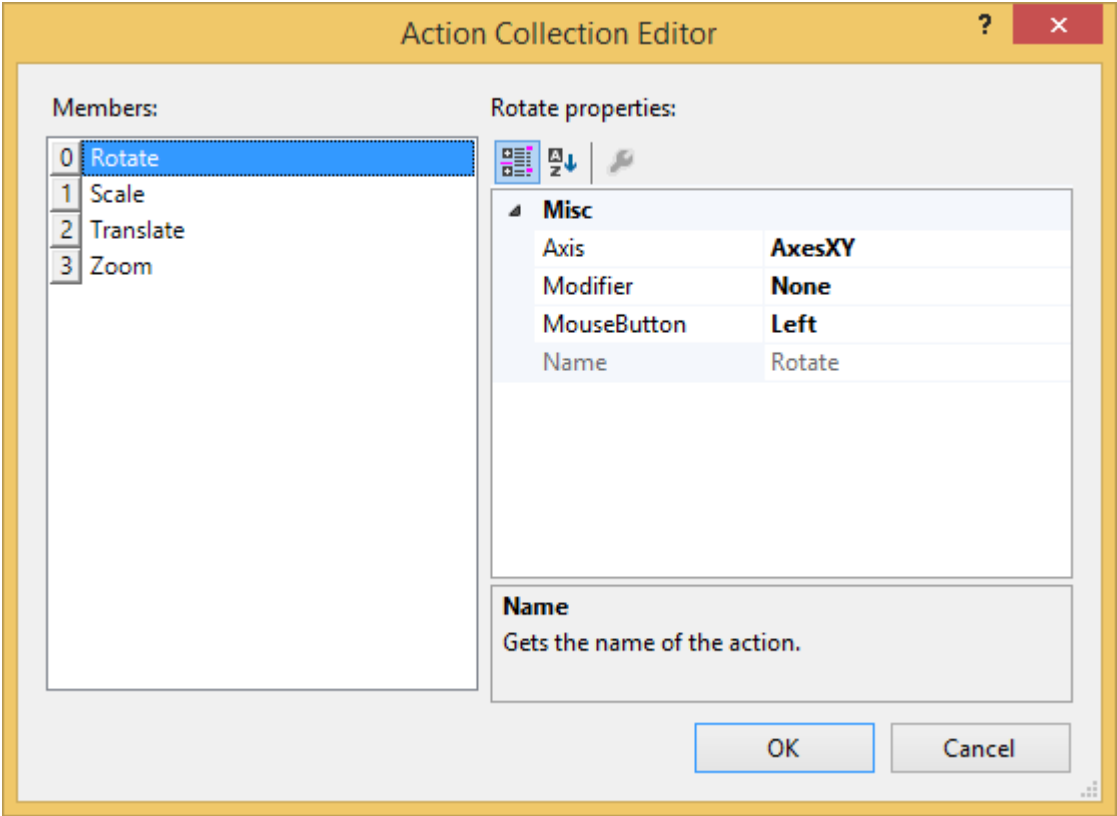 Action Collection Editor
?
Members:
0 Rotate
1 Scale
2 Translate
3 Zoom
Rotate properties:
A
Z
Misc
Axis AxesXY
Modifier None
MouseButton Left
Name Rotate
Name
Gets the name of the action.
OK Cancel